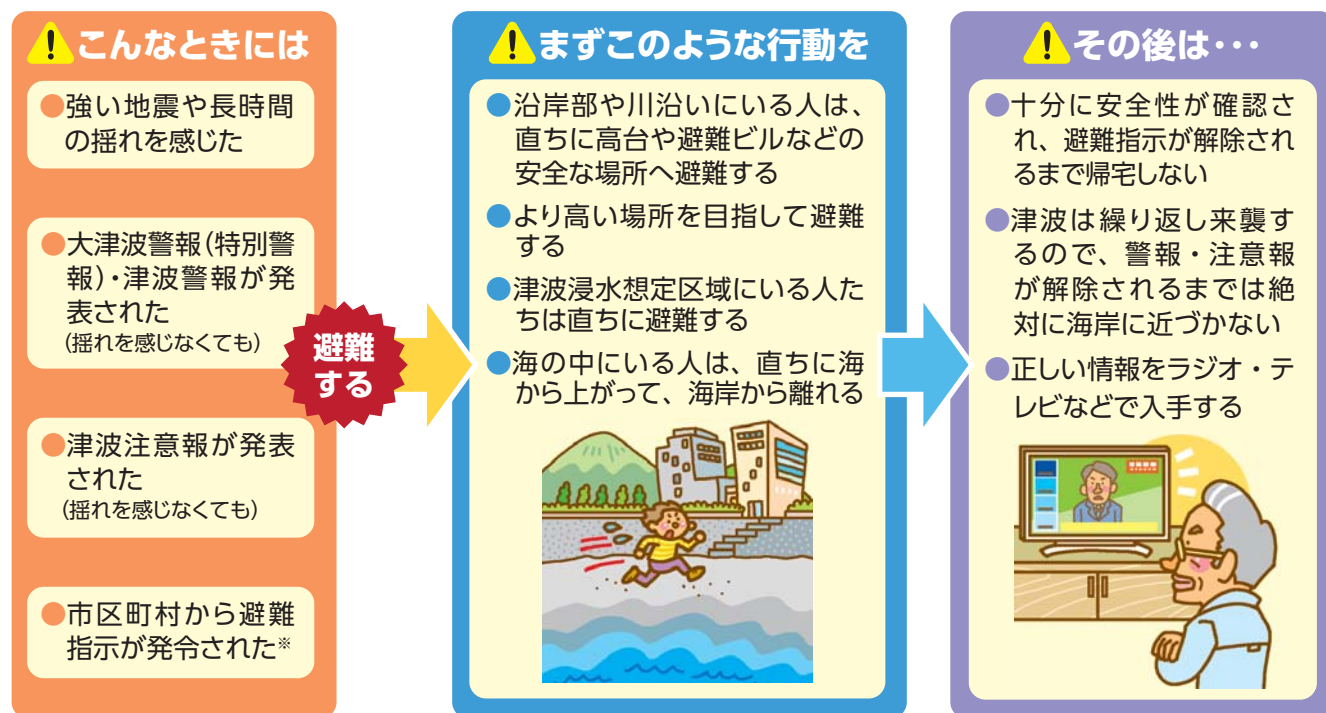 こんなときには
●強い地震や長時間
の揺れを感じた
●大津波警報(特別警
報)・津波警報が発
表された
(揺れを感じなくても)
●津波注意報が発表
された
(揺れを感じなくても)
●市区町村から避難
指示が発令された※
避難
する
まずこのような行動を
●沿岸部や川沿いにいる人は、
直ちに高台や避難ビルなどの
安全な場所へ避難する
●より高い場所を目指して避難
する
●津波浸水想定区域にいる人た
ちは直ちに避難する
●海の中にいる人は、直ちに海
から上がって、海岸から離れる
その後は・・・
●十分に安全性が確認さ
れ、避難指示が解除され
るまで帰宅しない
●津波は繰り返し来襲す
るので、警報・注意報
が解除されるまでは絶
対に海岸に近づかない
●正しい情報をラジオ・テ
レビなどで入手する